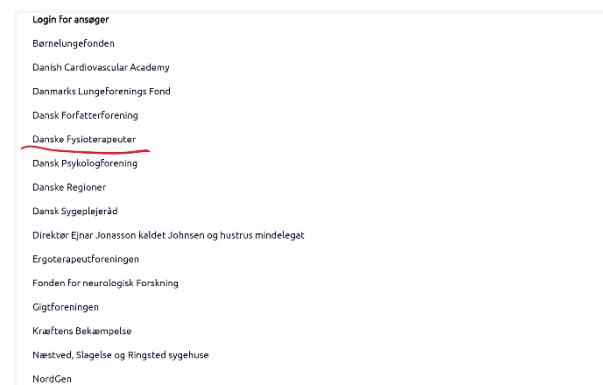 Login for ansøger
Børnelungefonden
Danish Cardiovascular Academy
Danmarks Lungeforenings Fond
Dansk Forfatterforening
Danske Fysioterapeuter
Dansk Psykologforening
Danske Regioner
Dansk Sygeplejeråd
Direktør Ejnar Jonasson kaldet Johnsen og hustrus mindelegat
Ergoterapeutforeningen
Fonden for neurologisk Forskning
Gigtforeningen
Kræftens Bekæmpelse
Næstved, Slagelse og Ringsted sygehuse
NordGen